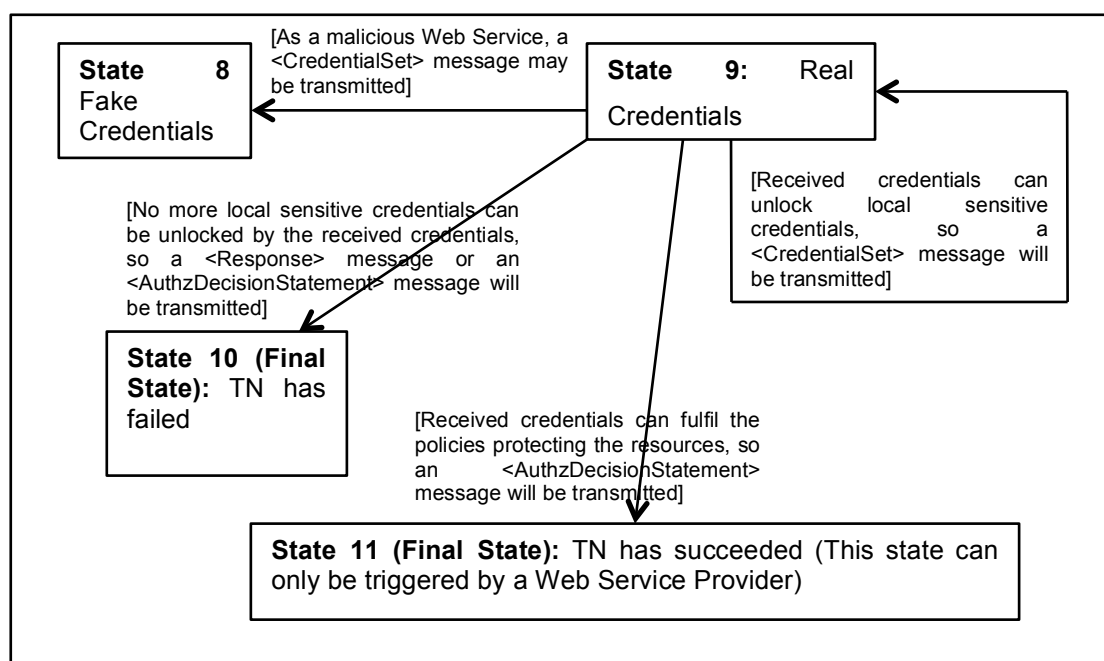 [As a malicious Web Service, a
<CredentialSet> message may
be transmitted]
State 8
Fake
Credentials
State 9: Real
Credentials
[Received credentials can
unlock local sensitive
credentials, so a
<CredentialSet> message will
be transmitted]
[No more local sensitive credentials can
be unlocked by the received credentials,
so a <Response> message or an
<AuthzDecisionStatement> message will
be transmitted]
State 10 (Final
State): TN has
failed
[Received credentials can fulfil the
policies protecting the resources, so
an <AuthzDecisionStatement>
message will be transmitted]
State 11 (Final State): TN has succeeded (This state can
only be triggered by a Web Service Provider)